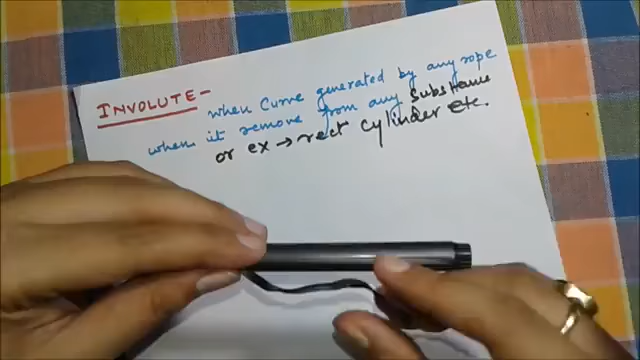 INVOLUTE - when Curve generated by any rope
when it remove from any Substance
or ex → rect Cylinder etc.